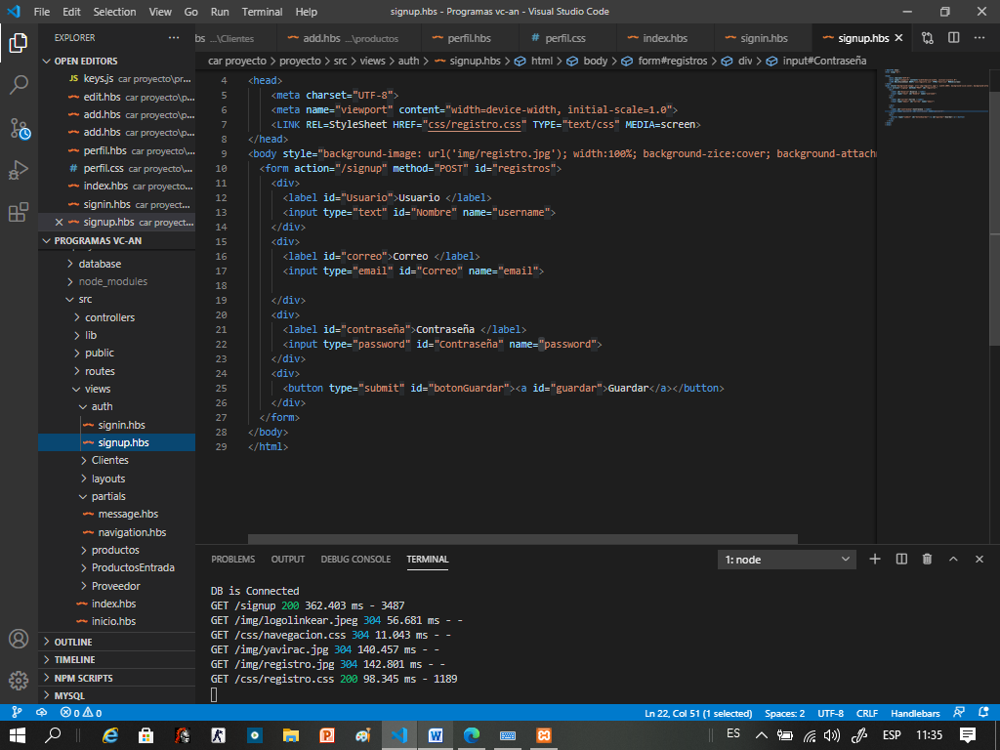 File Edit Selection View Go Run Terminal Help signup.hbs - Programas vc-an - Visual Studio Code
EXPLORER
bs ...\Clientes add.hbs ...\productos perfil.hbs perfil.css index.hbs signin.hbs signup.hbs
OPEN EDITORS
JS keys.js car proyecto\pr...
edit.hbs car proyecto\p...
add.hbs car proyecto\p...
add.hbs car proyecto\p...
perfil.hbs car proyecto\...
# perfil.css car proyecto\...
index.hbs car proyecto...
signin.hbs car proyect...
signup.hbs car proyect...
PROGRAMAS VC-AN
database
node_modules
src
controllers
lib
public
routes
views
auth
signin.hbs
signup.hbs
Clientes
layouts
partials
message.hbs
navigation.hbs
productos
ProductosEntrada
Proveedor
index.hbs
inicio.hbs
OUTLINE
TIMELINE
NPM SCRIPTS
MYSQL
car proyecto > proyecto > src > views > auth > signup.hbs > html > body > form#registros > div > input#Contraseña
4 <head>
5 <meta charset="UTF-8">
6 <meta name="viewport" content="width=device-width, initial-scale=1.0">
7 <LINK REL=StyleSheet HREF="css/registro.css" TYPE="text/css" MEDIA=screen>
8 </head>
9 <body style="background-image: url('img/registro.jpg'); width:100%; background-zice:cover; background-attach
10 <form action="/signup" method="POST" id="registros">
11 <div>
12 <label id="Usuario">Usuario </label>
13 <input type="text" id="Nombre" name="username">
14 </div>
15 <div>
16 <label id="correo">Correo </label>
17 <input type="email" id="Correo" name="email">
18
19 </div>
20 <div>
21 <label id="contraseña">Contraseña </label>
22 <input type="password" id="Contraseña" name="password">
23 </div>
24 <div>
25 <button type="submit" id="botonGuardar"><a id="guardar">Guardar</a></button>
26 </div>
27 </form>
28 </body>
29 </html>
PROBLEMS OUTPUT DEBUG CONSOLE TERMINAL 1: node
DB is Connected
GET /signup 200 362.403 ms - 3487
GET /img/logolinkear.jpeg 304 56.681 ms - -
GET /css/navegacion.css 304 11.043 ms - -
GET /img/yavirac.jpg 304 140.457 ms - -
GET /img/registro.jpg 304 142.801 ms - -
GET /css/registro.css 200 98.345 ms - 1189
0 0 Ln 22, Col 51 (1 selected) Spaces: 2 UTF-8 CRLF Handlebars
ES ESP 11:35